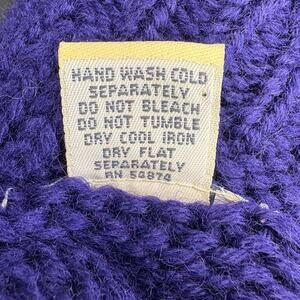 HAND WASH COLD
SEPARATELY
DO NOT BLEACH
DO NOT TUMBLE
DRY COOL IRON
DRY FLAT
SEPARATELY
RN 54874